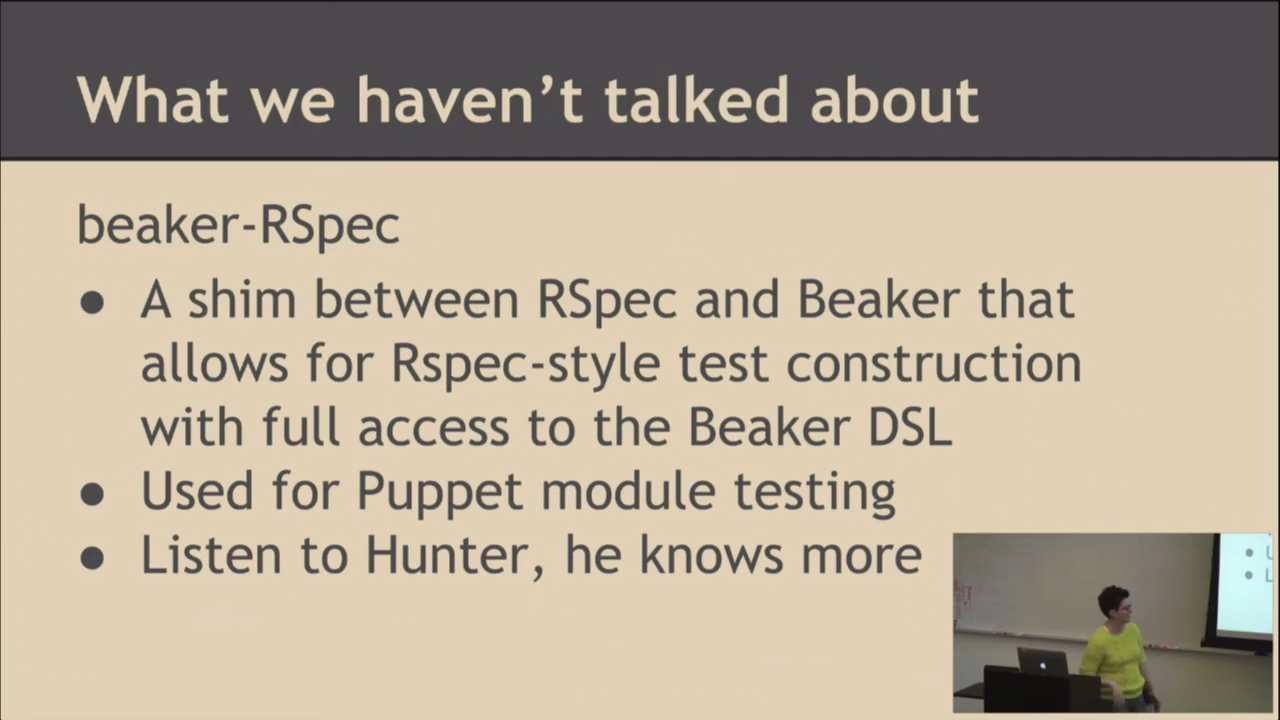 What we haven’t talked about
beaker-RSpec
● A shim between RSpec and Beaker that
allows for Rspec-style test construction
with full access to the Beaker DSL
● Used for Puppet module testing
● Listen to Hunter, he knows more